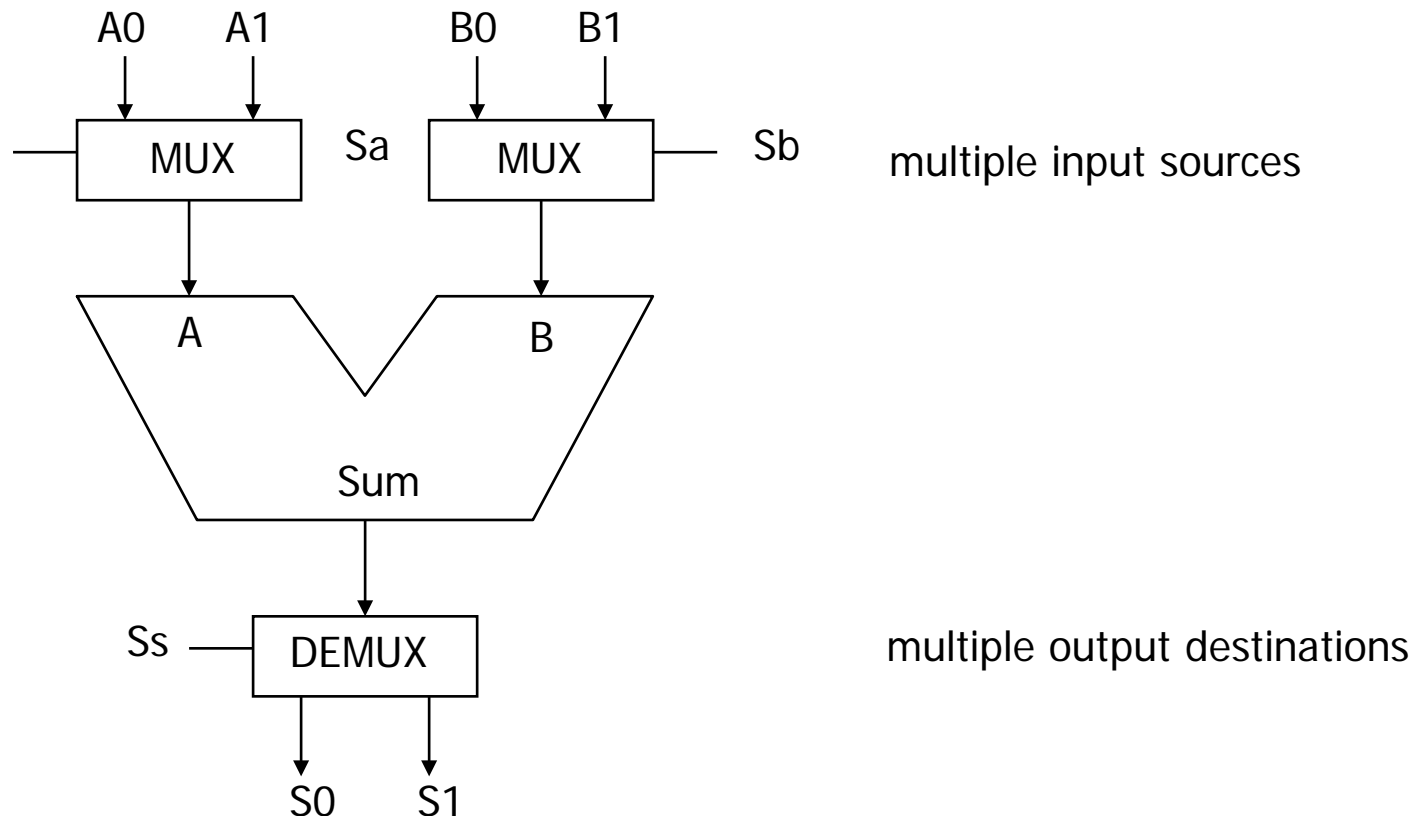 A0 A1 B0 B1
MUX Sa MUX Sb multiple input sources
A B
Sum
Ss DEMUX multiple output destinations
S0 S1